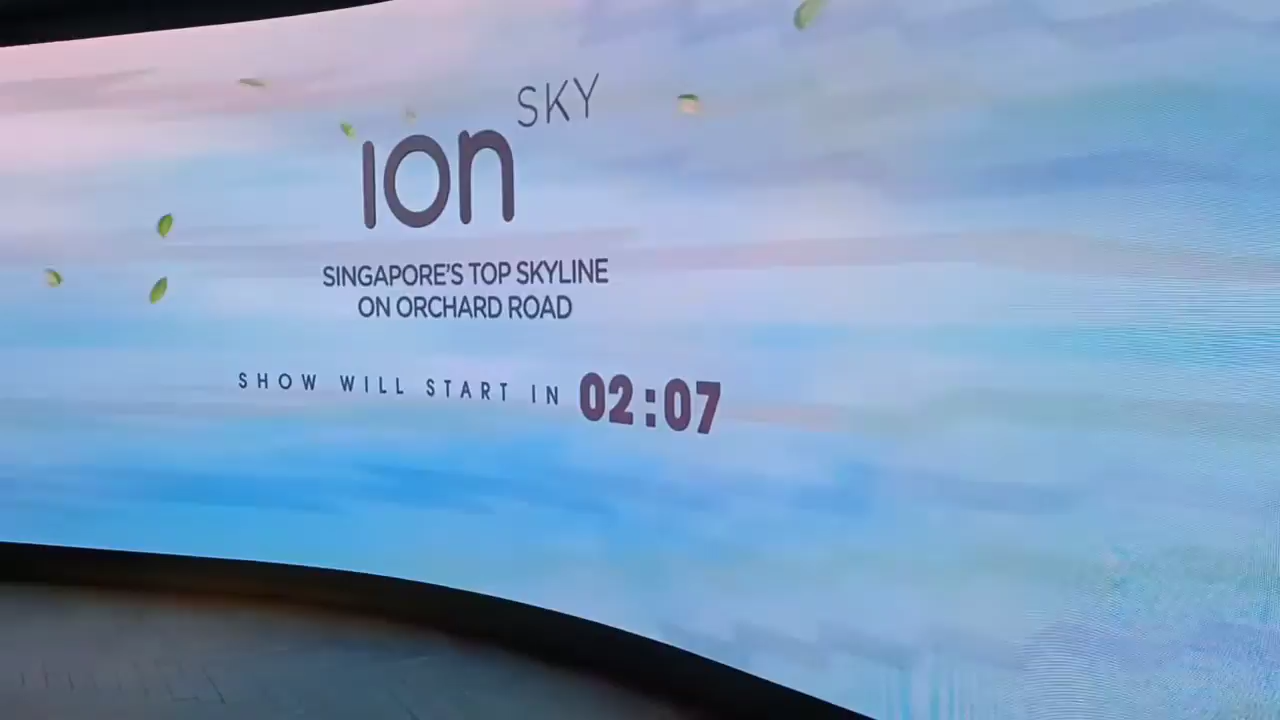 ion SKY
SINGAPORE'S TOP SKYLINE
ON ORCHARD ROAD
SHOW WILL START IN 02:07